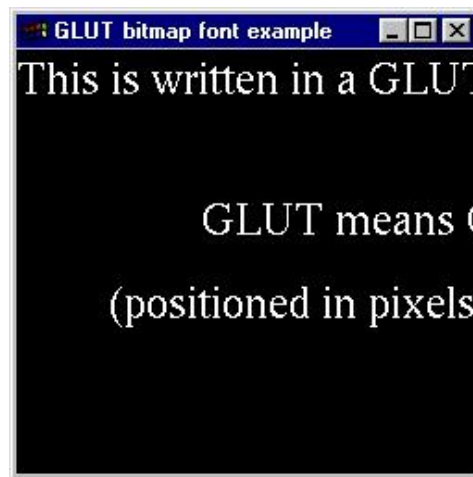 GLUT bitmap font example
This is written in a GLUT
GLUT means
(positioned in pixels